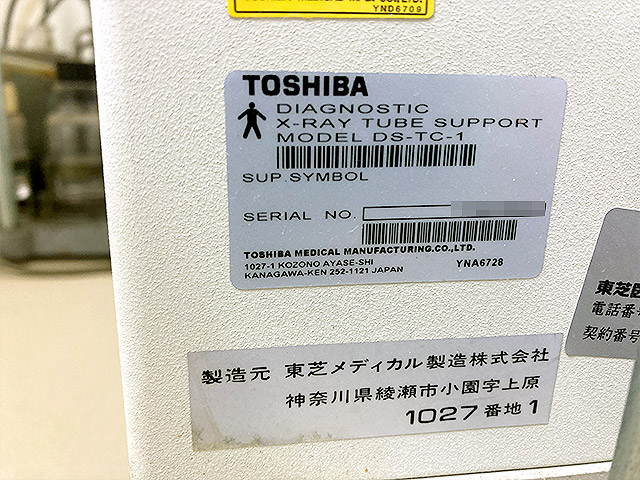 YND6709
TOSHIBA
DIAGNOSTIC
X-RAY TUBE SUPPORT
MODEL DS-TC-1
SUP.SYMBOL
SERIAL NO.
TOSHIBA MEDICAL MANUFACTURING.CO.,LTD.
1027-1 KOZONO AYASE-SHI
KANAGAWA-KEN 252-1121 JAPAN
YNA6728
東芝医
電話番号
契約番号
製造元 東芝メディカル製造株式会社
神奈川県綾瀬市小園字上原
1027番地1